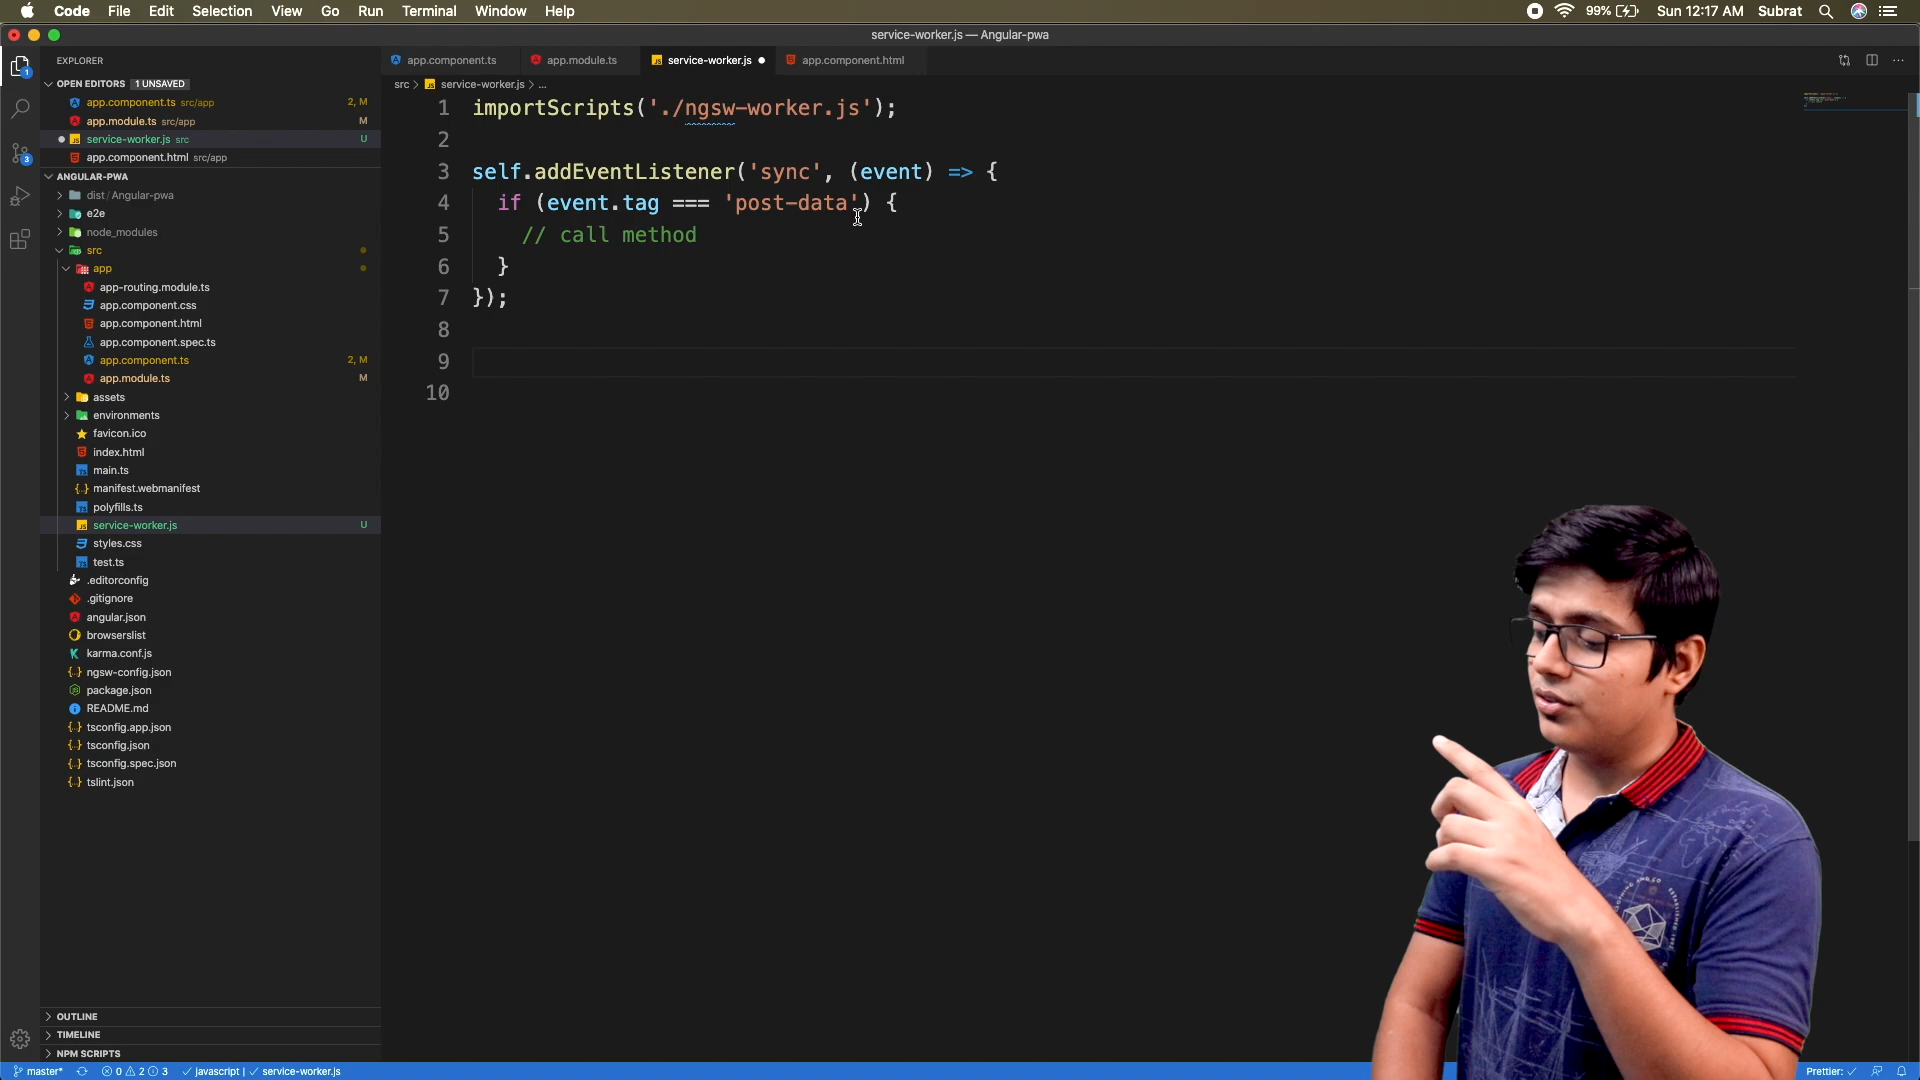 Code File Edit Selection View Go Run Terminal Window Help 99% Sun 12:17 AM Subrat
service-worker.js — Angular-pwa
EXPLORER
app.component.ts app.module.ts service-worker.js app.component.html
OPEN EDITORS 1 UNSAVED
src > service-worker.js > ...
app.component.ts src/app 2, M
app.module.ts src/app M
service-worker.js src U
app.component.html src/app
ANGULAR-PWA
dist / Angular-pwa
e2e
node_modules
src
app
app-routing.module.ts
app.component.css
app.component.html
app.component.spec.ts
app.component.ts 2, M
app.module.ts M
assets
environments
favicon.ico
index.html
main.ts
manifest.webmanifest
polyfills.ts
service-worker.js U
styles.css
test.ts
.editorconfig
.gitignore
angular.json
browserslist
karma.conf.js
ngsw-config.json
package.json
README.md
tsconfig.app.json
tsconfig.json
tsconfig.spec.json
tslint.json
OUTLINE
TIMELINE
NPM SCRIPTS
1 importScripts('./ngsw-worker.js');
2
3 self.addEventListener('sync', (event) => {
4 if (event.tag === 'post-data') {
5 // call method
6 }
7 });
8
9
10
master* 0 2 3 javascript | service-worker.js Prettier: